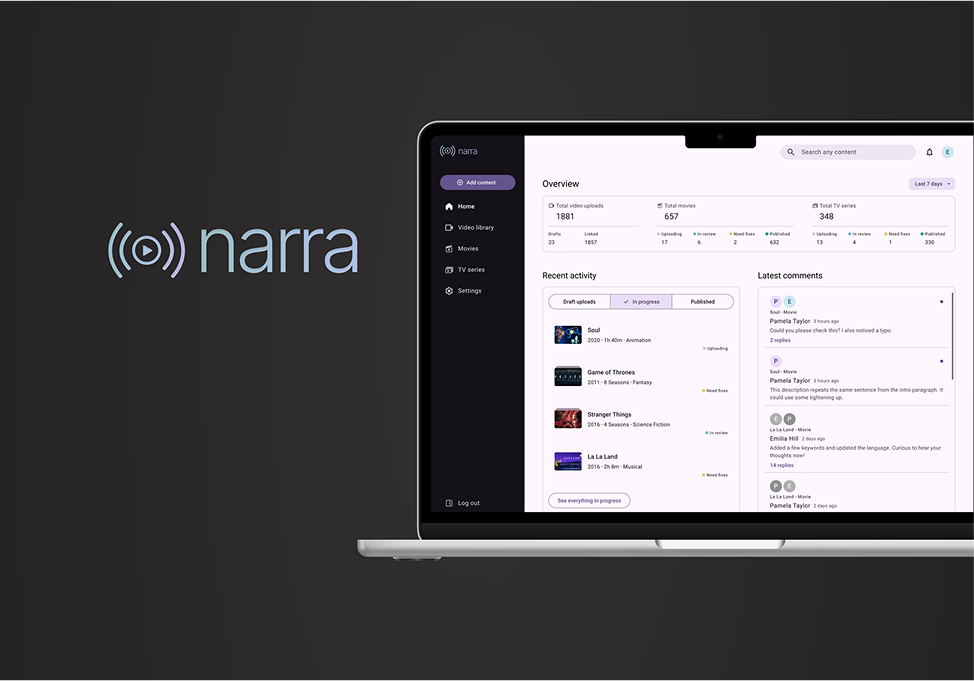 narra
narra
Add content
Home
Video library
Movies
TV series
Settings
Log out
Search any content
E
Overview
Last 7 days
Total video uploads
1881
Drafts
23
Linked
1857
Total movies
657
Uploading
17
In review
6
Need fixes
2
Published
632
Total TV series
348
Uploading
13
In review
4
Need fixes
1
Published
330
Recent activity
Draft uploads
In progress
Published
Soul
2020 - 1h 40m - Animation
Uploading
Game of Thrones
2011 - 8 Seasons - Fantasy
Need fixes
Stranger Things
2016 - 4 Seasons - Science Fiction
In review
La La Land
2016 - 2h 8m - Musical
Need fixes
See everything in progress
Latest comments
P E
Soul - Movie
Pamela Taylor 3 hours ago
Could you please check this? I also noticed a typo.
2 replies
P
Soul - Movie
Pamela Taylor 3 hours ago
This description repeats the same sentence from the intro paragraph. It
could use some tightening up.
E P
La La Land - Movie
Emilia Hill 2 days ago
Added a few keywords and updated the language. Curious to hear your
thoughts now!
14 replies
P E
La La Land - Movie
Pamela Taylor 2 days ago